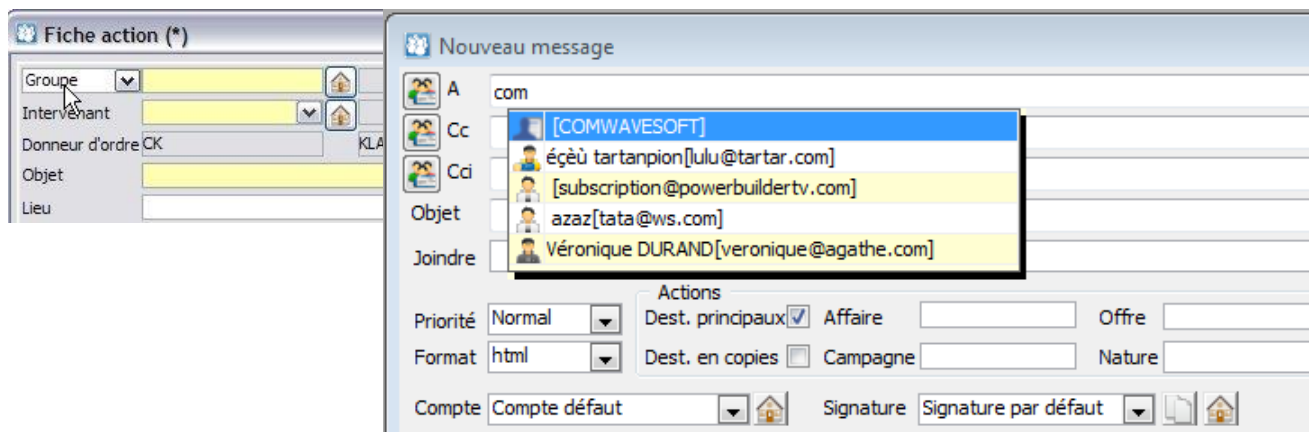 Fiche action (*)
Groupe
Intervenant
Donneur d'ordre CK KLA
Objet
Lieu
Nouveau message
A com
[COMWAVESOFT]
Cc
éçèù tartanpion[lulu@tartar.com]
Cci
[subscription@powerbuildertv.com]
Objet
azaz[tata@ws.com]
Joindre
Véronique DURAND[veronique@agathe.com]
Actions
Priorité Normal Dest. principaux Affaire Offre
Format html Dest. en copies Campagne Nature
Compte Compte défaut Signature Signature par défaut